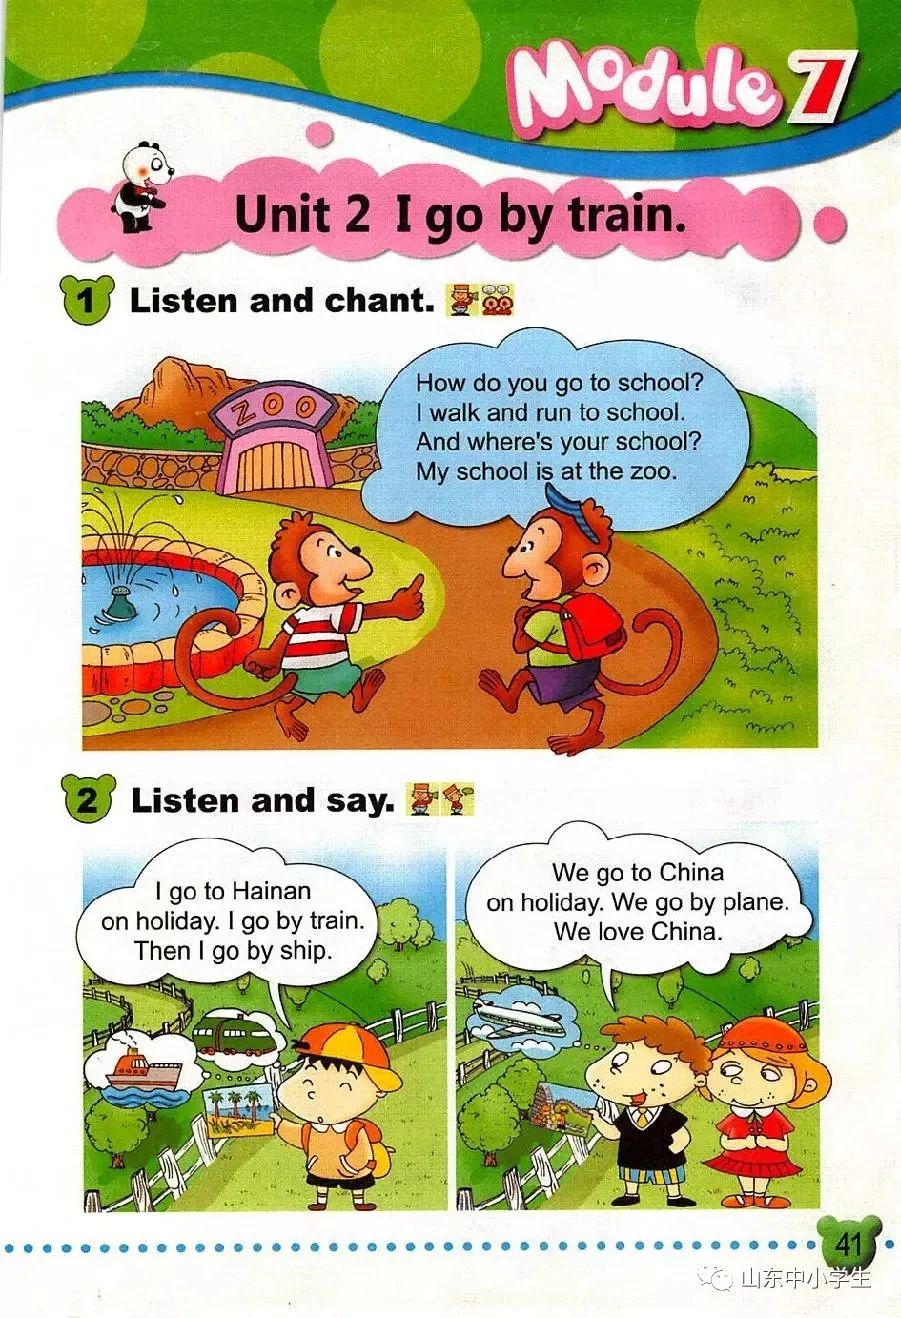 Module 7
Unit 2 I go by train.
1 Listen and chant.
ZOO
How do you go to school?
I walk and run to school.
And where's your school?
My school is at the zoo.
2 Listen and say.
I go to Hainan
on holiday. I go by train.
Then I go by ship.
We go to China
on holiday. We go by plane.
We love China.
41
山东中小学生